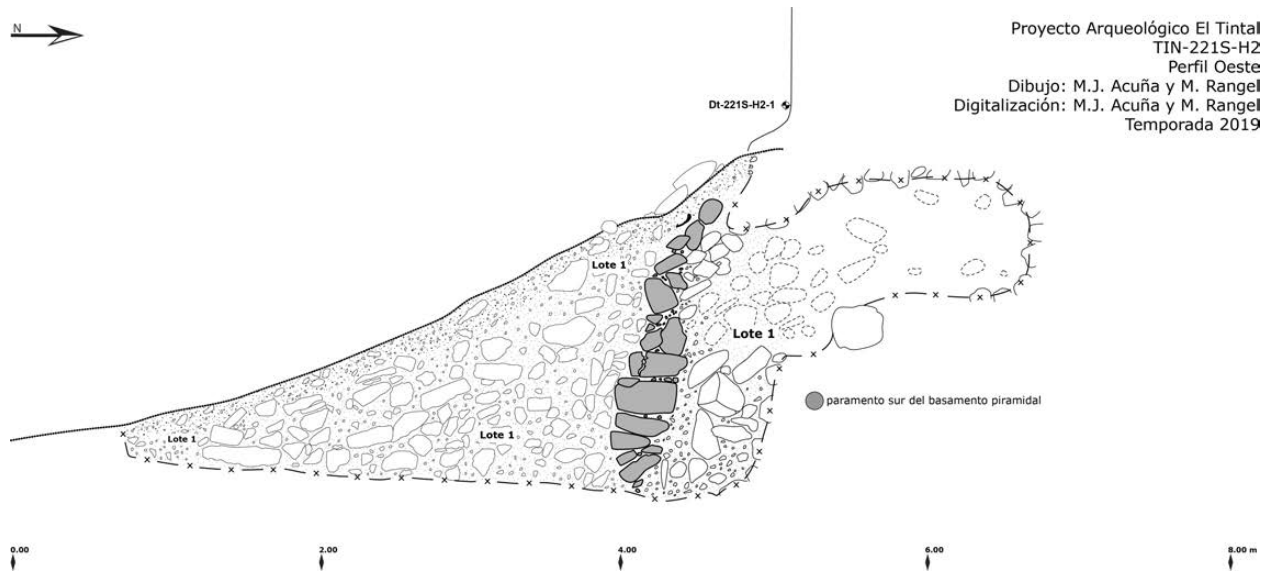 N
Proyecto Arqueológico El Tintal
TIN-221S-H2
Perfil Oeste
Dibujo: M.J. Acuña y M. Rangel
Digitalización: M.J. Acuña y M. Rangel
Temporada 2019
Dt-221S-H2-1
Lote 1
Lote 1
paramento sur del basamento piramidal
Lote 1
Lote 1
0.00
2.00
4.00
6.00
8.00 m